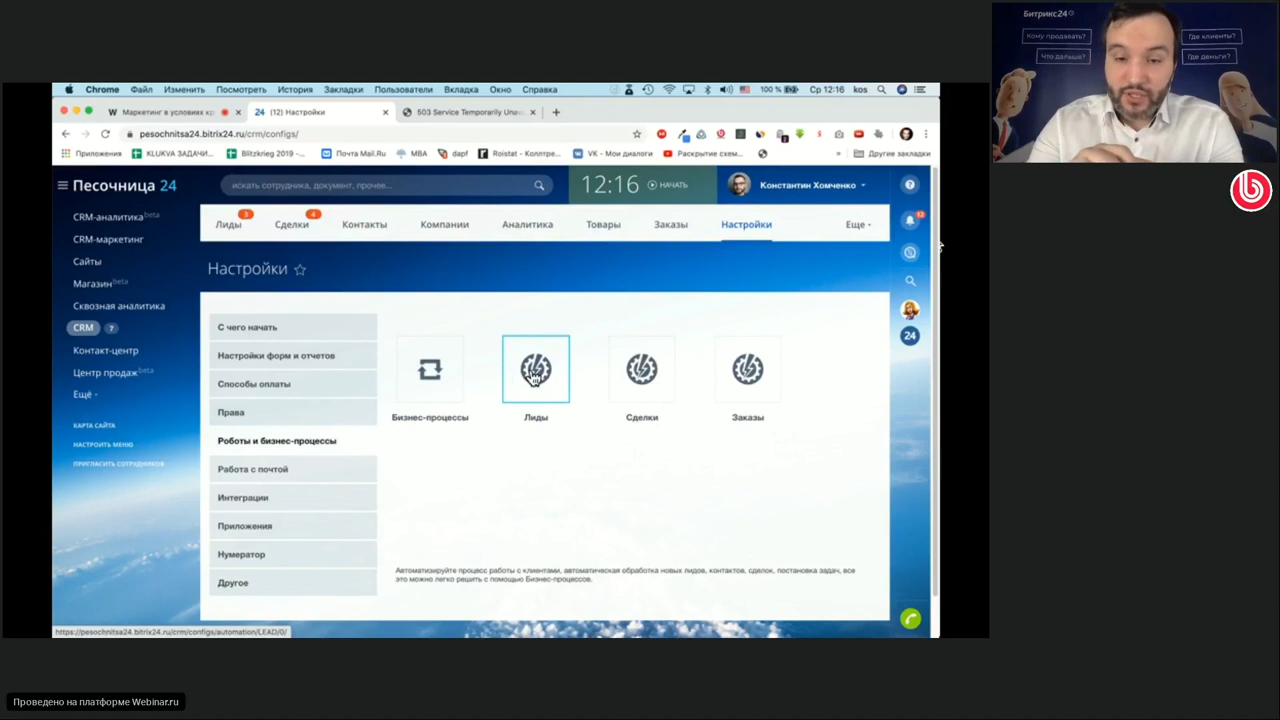 Битрикс24
Кому продавать?
Где клиенты?
Что дальше?
Где деньги?
Chrome Файл Изменить Посмотреть История Закладки Пользователи Вкладка Окно Справка
100 % Ср 12:16 kos
Маркетинг в условиях кр
24 (12) Настройки
503 Service Temporarily Una
pesochnitsa24.bitrix24.ru/crm/configs/
Приложения KLUKVA ЗАДАЧИ... Blitzkrieg 2019 -... Почта Mail.Ru МВА dapf Roistat - Коллтре... VK - Мои диалоги Раскрытие схем... » Другие закладки
Песочница 24
искать сотрудника, документ, прочее...
12:16 НАЧАТЬ
Константин Хомченко
CRM-аналитика beta
CRM-маркетинг
Сайты
Магазин beta
Сквозная аналитика
CRM 7
Контакт-центр
Центр продаж beta
Ещё
КАРТА САЙТА
НАСТРОИТЬ МЕНЮ
ПРИГЛАСИТЬ СОТРУДНИКОВ
Лиды 3 Сделки 4 Контакты Компании Аналитика Товары Заказы Настройки Еще
Настройки
С чего начать
Настройки форм и отчетов
Способы оплаты
Права
Роботы и бизнес-процессы
Работа с почтой
Интеграции
Приложения
Нумератор
Другое
Бизнес-процессы Лиды Сделки Заказы
Автоматизируйте процесс работы с клиентами, автоматическая обработка новых лидов, контактов, сделок, постановка задач, все
это можно легко решить с помощью Бизнес-процессов.
12
24
https://pesochnitsa24.bitrix24.ru/crm/configs/automation/LEAD/0/
Проведено на платформе Webinar.ru